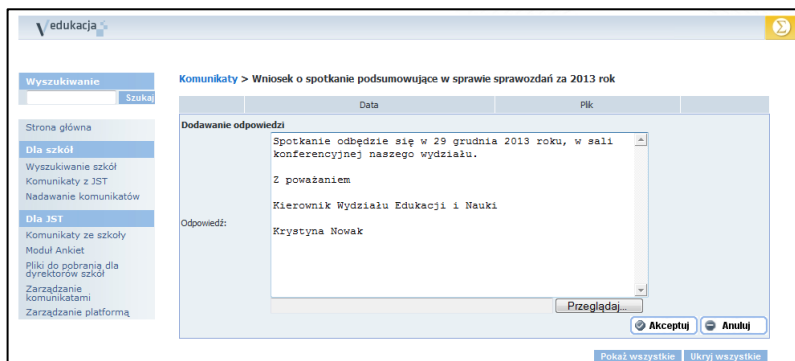 Vedukacja
Σ
Wyszukiwanie
Szukaj
Strona główna
Dla szkół
Wyszukiwanie szkół
Komunikaty z JST
Nadawanie komunikatów
Dla JST
Komunikaty ze szkoły
Moduł Ankiet
Pliki do pobrania dla
dyrektorów szkół
Zarządzanie
komunikatami
Zarządzanie platformą
Komunikaty > Wniosek o spotkanie podsumowujące w sprawie sprawozdań za 2013 rok
Data Plik
Dodawanie odpowiedzi
Odpowiedź:
Spotkanie odbędzie się w 29 grudnia 2013 roku, w sali
konferencyjnej naszego wydziału.
Z poważaniem
Kierownik Wydziału Edukacji i Nauki
Krystyna Nowak
Przeglądaj...
Akceptuj Anuluj
Pokaż wszystkie Ukryj wszystkie